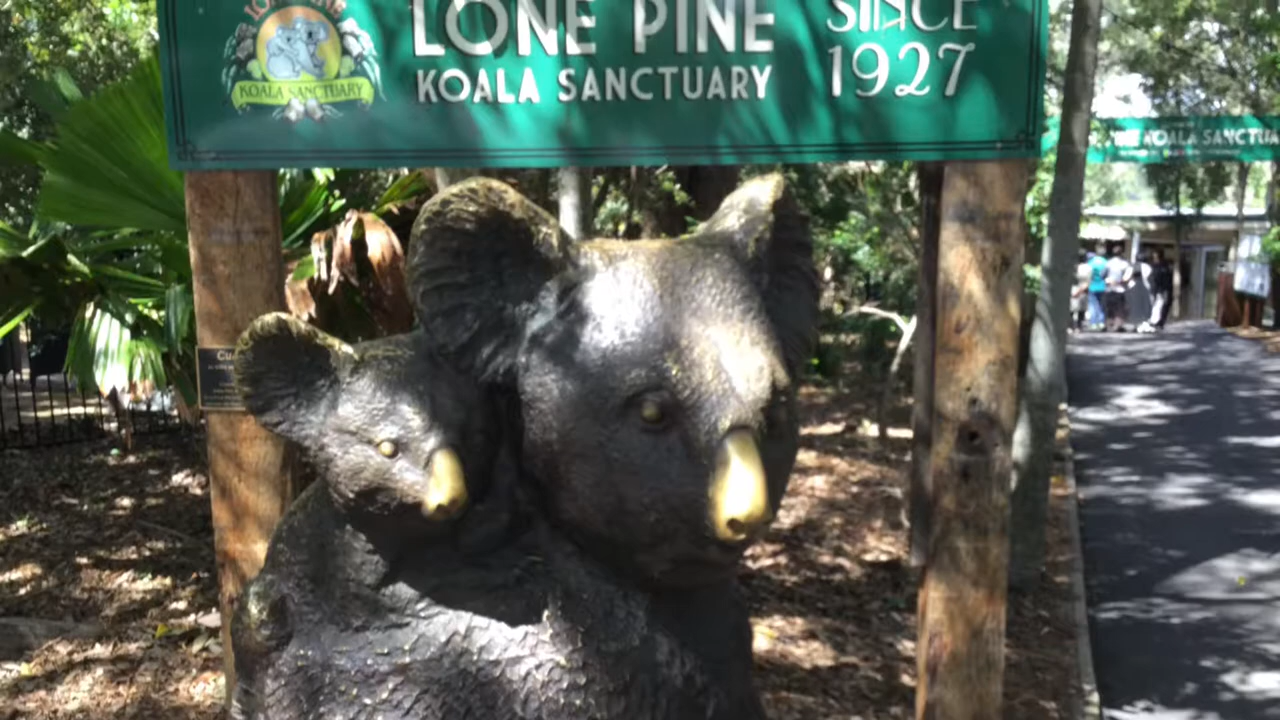 LONE PINE
KOALA SANCTUARY
SINCE
1927
KOALA SANCTUARY
KOALA SANCTUA